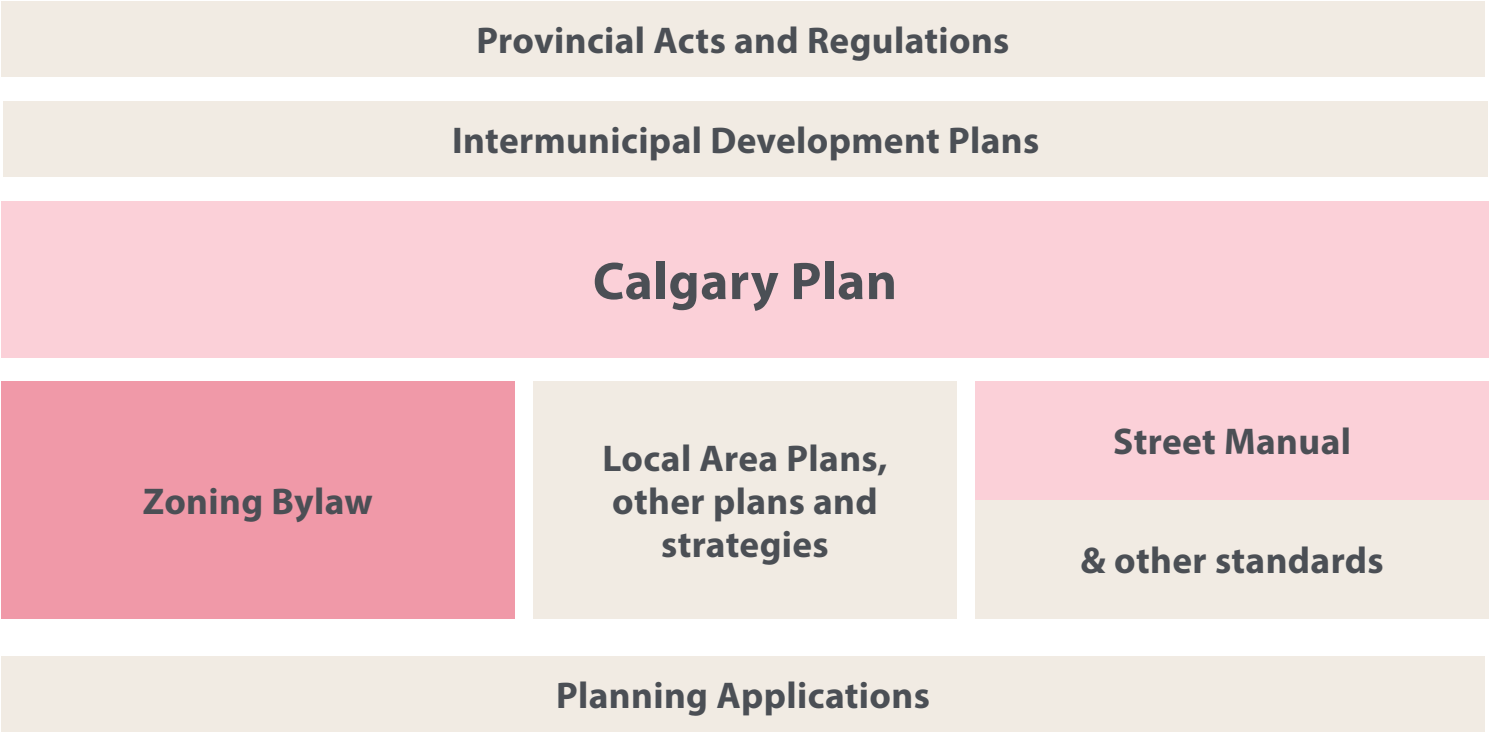 Provincial Acts and Regulations
Intermunicipal Development Plans
Calgary Plan
Zoning Bylaw
Local Area Plans,
other plans and
strategies
Street Manual
& other standards
Planning Applications